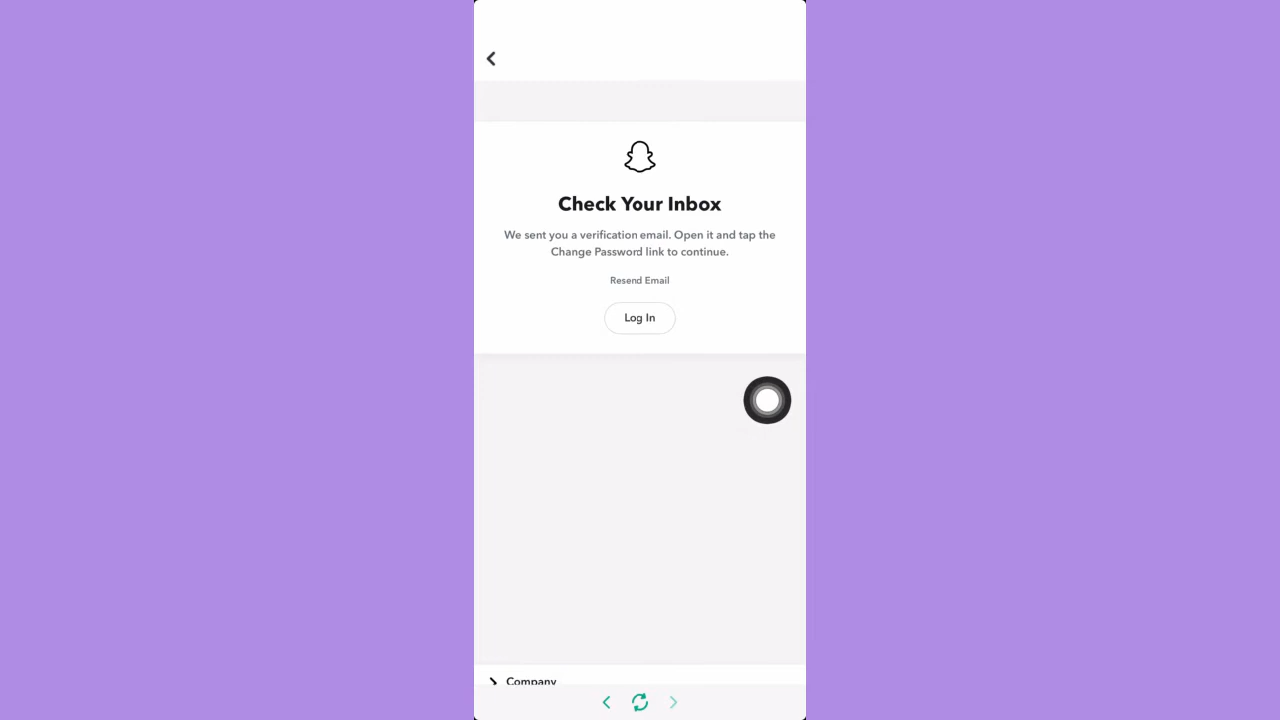 Check Your Inbox
We sent you a verification email. Open it and tap the
Change Password link to continue.
Resend Email
Log In
Company